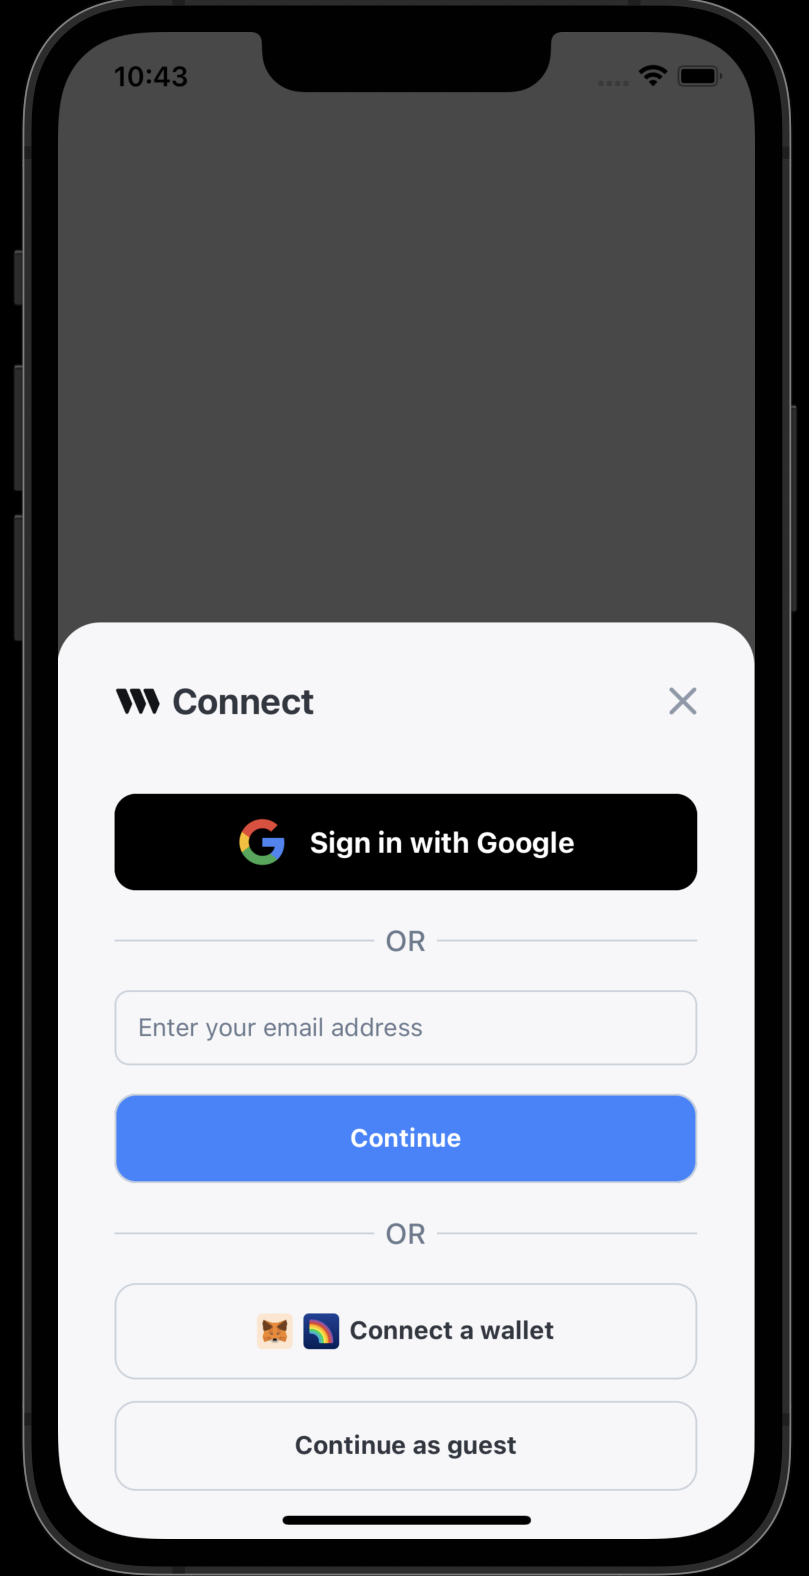 10:43
Connect
Sign in with Google
OR
Enter your email address
Continue
OR
Connect a wallet
Continue as guest